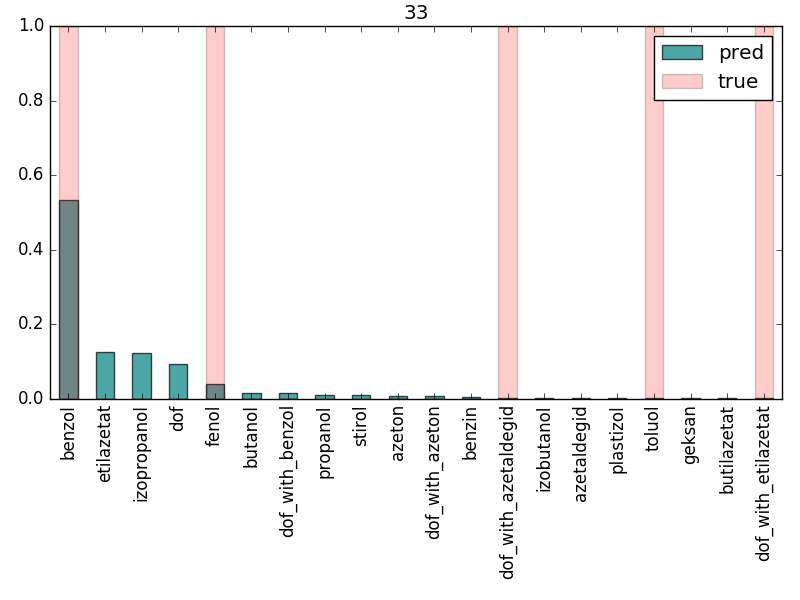 33
1.0
0.8
0.6
0.4
0.2
0.0
pred
true
benzol
etilazetat
izopropanol
dof
fenol
butanol
dof_with_benzol
propanol
stirol
azeton
dof_with_azeton
benzin
dof_with_azetaldegid
izobutanol
azetaldegid
plastizol
toluol
geksan
butilazetat
dof_with_etilazetat